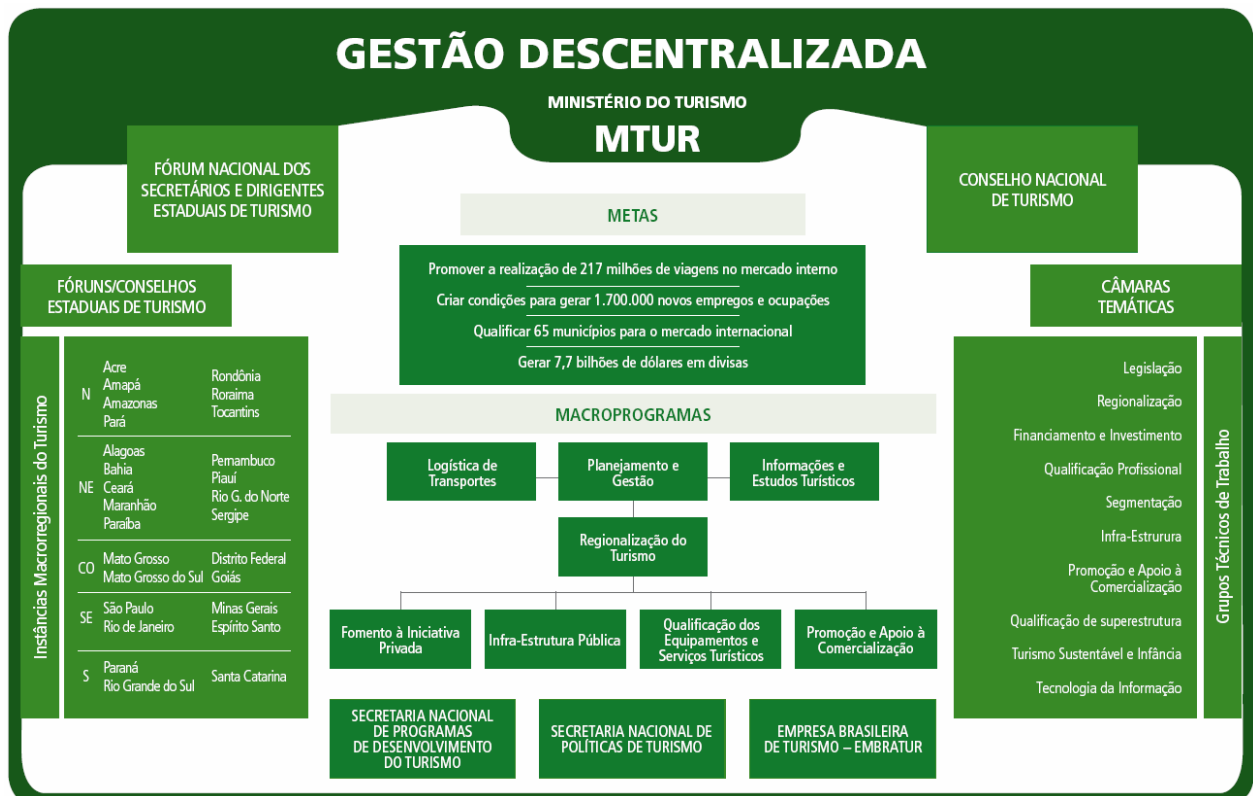 GESTÃO DESCENTRALIZADA
MINISTÉRIO DO TURISMO
MTUR
FÓRUM NACIONAL DOS
SECRETÁRIOS E DIRIGENTES
ESTADUAIS DE TURISMO
CONSELHO NACIONAL
DE TURISMO
METAS
Promover a realização de 217 milhões de viagens no mercado interno
Criar condições para gerar 1.700.000 novos empregos e ocupações
Qualificar 65 municípios para o mercado internacional
Gerar 7,7 bilhões de dólares em divisas
FÓRUNS/CONSELHOS
ESTADUAIS DE TURISMO
Instâncias Macrorregionais do Turismo
N
Acre
Amapá
Amazonas
Pará
Rondônia
Roraima
Tocantins
NE
Alagoas
Bahia
Ceará
Maranhão
Paraíba
Pernambuco
Piauí
Rio G. do Norte
Sergipe
CO
Mato Grosso
Mato Grosso do Sul
Distrito Federal
Goiás
SE
São Paulo
Rio de Janeiro
Minas Gerais
Espírito Santo
S
Paraná
Rio Grande do Sul
Santa Catarina
MACROPROGRAMAS
Logística de
Transportes
Planejamento e
Gestão
Informações e
Estudos Turísticos
Regionalização do
Turismo
Fomento à Iniciativa
Privada
Infra-Estrutura Pública
Qualificação dos
Equipamentos e
Serviços Turísticos
Promoção e Apoio à
Comercialização
SECRETARIA NACIONAL
DE PROGRAMAS
DE DESENVOLVIMENTO
DO TURISMO
SECRETARIA NACIONAL DE
POLÍTICAS DE TURISMO
EMPRESA BRASILEIRA
DE TURISMO – EMBRATUR
CÂMARAS
TEMÁTICAS
Legislação
Regionalização
Financiamento e Investimento
Qualificação Profissional
Segmentação
Infra-Estrurura
Promoção e Apoio à
Comercialização
Qualificação de superestrutura
Turismo Sustentável e Infância
Tecnologia da Informação
Grupos Técnicos de Trabalho